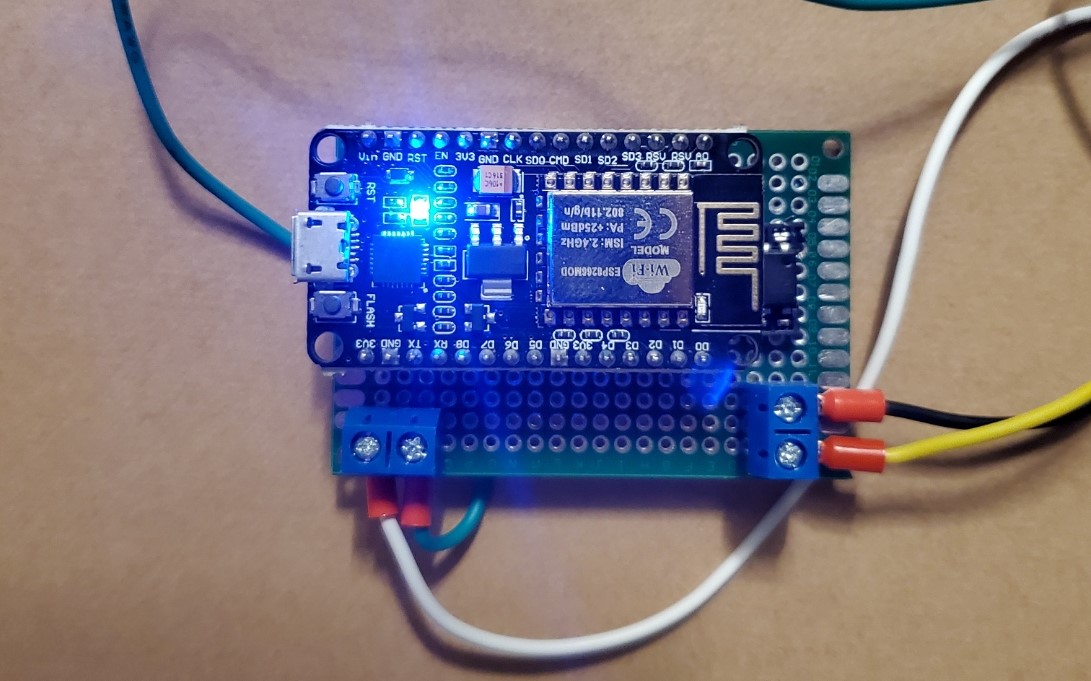 Vin GND RST EN 3V3 GND CLK SD0 CMD SD1 SD2 SD3 RSV RSV A0
RST
FLASH
Wi-Fi
MODEL
ESP8266MOD
ISM: 2.4GHz
PA: +25dBm
802.11b/g/n
CE
3V3 GND TX RX D8 D7 D6 D5 GND 3V3 D4 D3 D2 D1 D0